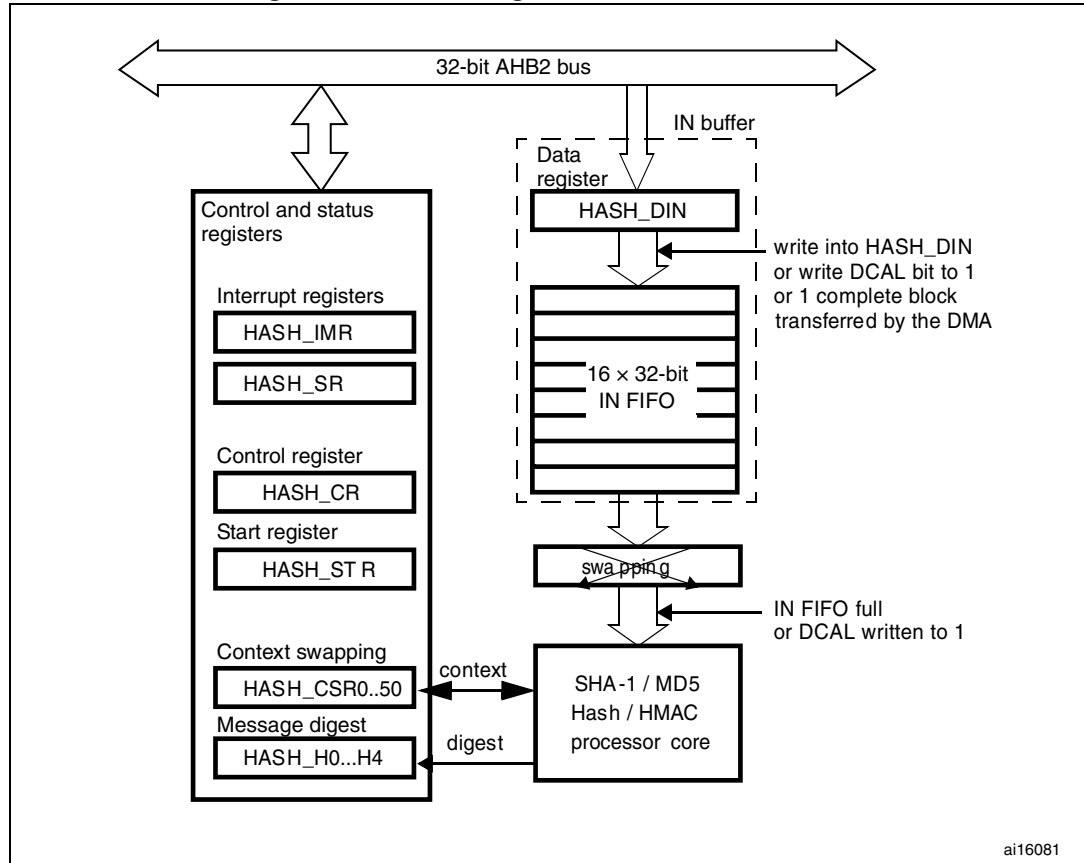 32-bit AHB2 bus
IN buffer
Data
register
HASH_DIN
write into HASH_DIN
or write DCAL bit to 1
or 1 complete block
transferred by the DMA
16 × 32-bit
IN FIFO
swapping
IN FIFO full
or DCAL written to 1
SHA-1 / MD5
Hash / HMAC
processor core
Control and status
registers
Interrupt registers
HASH_IMR
HASH_SR
Control register
HASH_CR
Start register
HASH_ST R
Context swapping
HASH_CSR0..50
context
Message digest
HASH_H0...H4
digest
ai16081